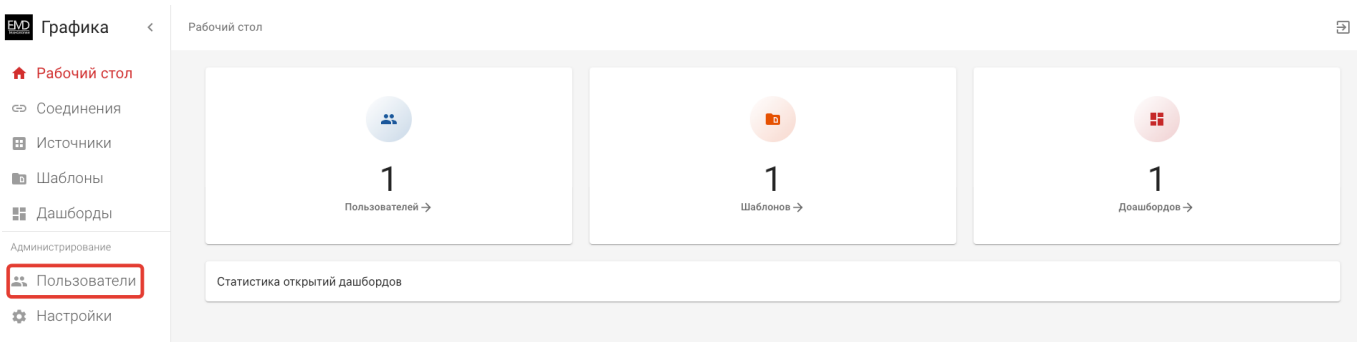 EMD Графика
Рабочий стол
Соединения
Источники
Шаблоны
Дашборды
Администрирование
Пользователи
Настройки
Рабочий стол
1
Пользователей
1
Шаблонов
1
Доашбордов
Статистика открытий дашбордов